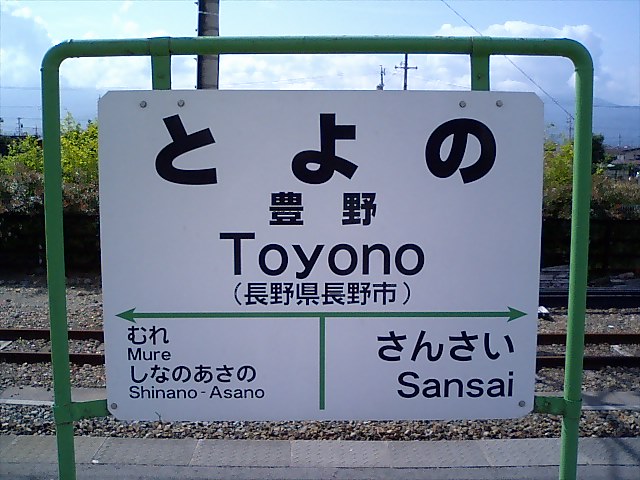 とよの
豊野
Toyono
（長野県長野市）
むれ
Mure
しなのあさの
Shinano-Asano
さんさい
Sansai